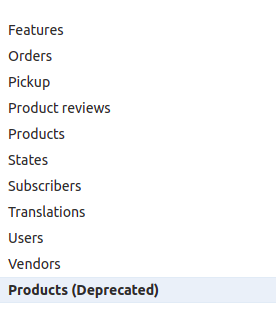 Features
Orders
Pickup
Product reviews
Products
States
Subscribers
Translations
Users
Vendors
Products (Deprecated)